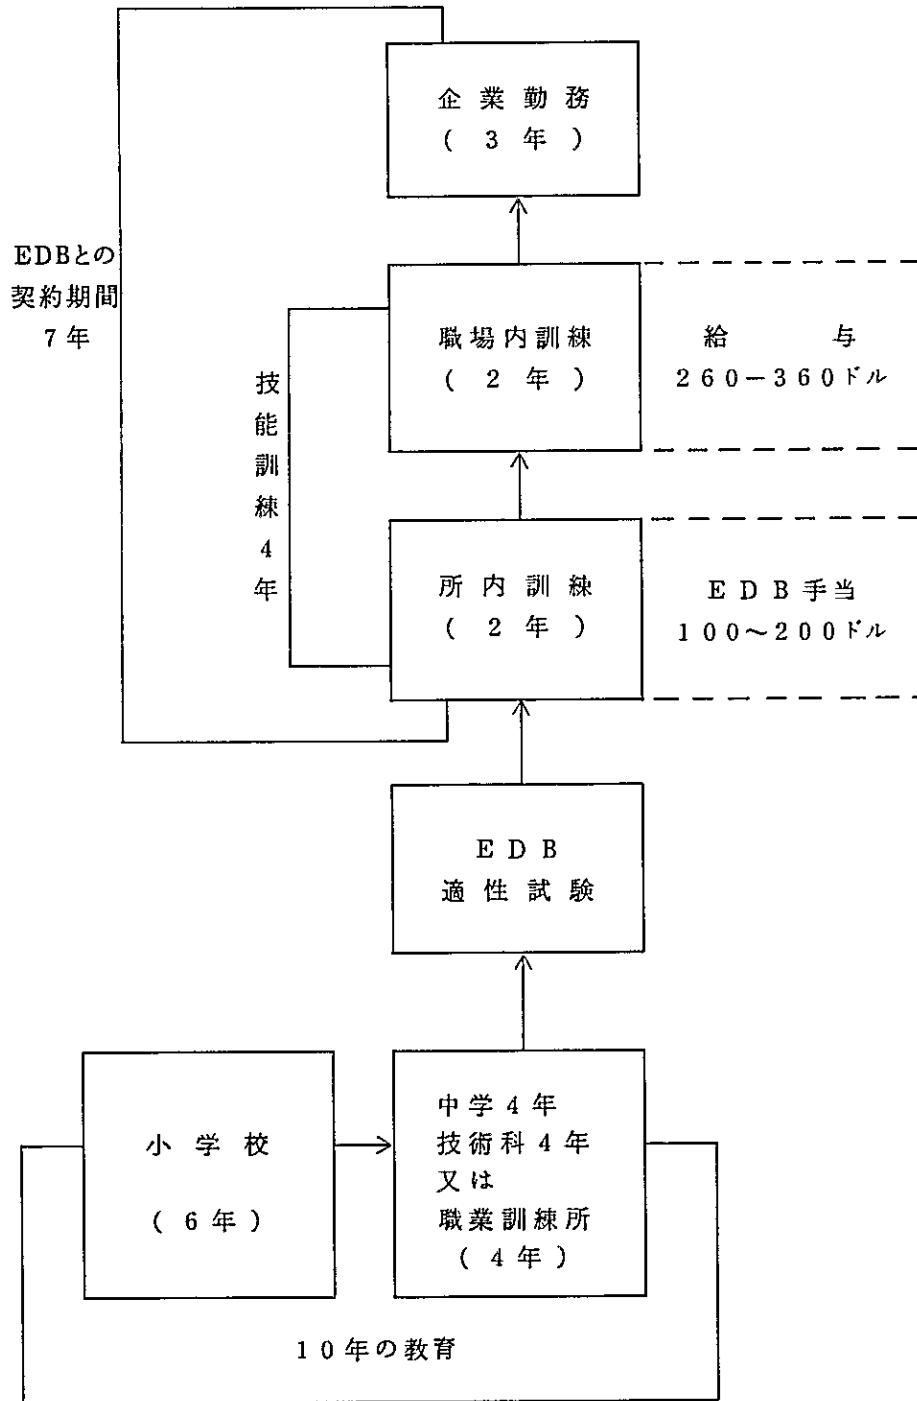 企業勤務
(3年)
EDBとの
契約期間
7年
職場内訓練
(2年)
給与
260-360ドル
技能訓練4年
所内訓練
(2年)
EDB手当
100~200ドル
EDB
適性試験
小学校
(6年)
中学4年
技術科4年
又は
職業訓練所
(4年)
10年の教育